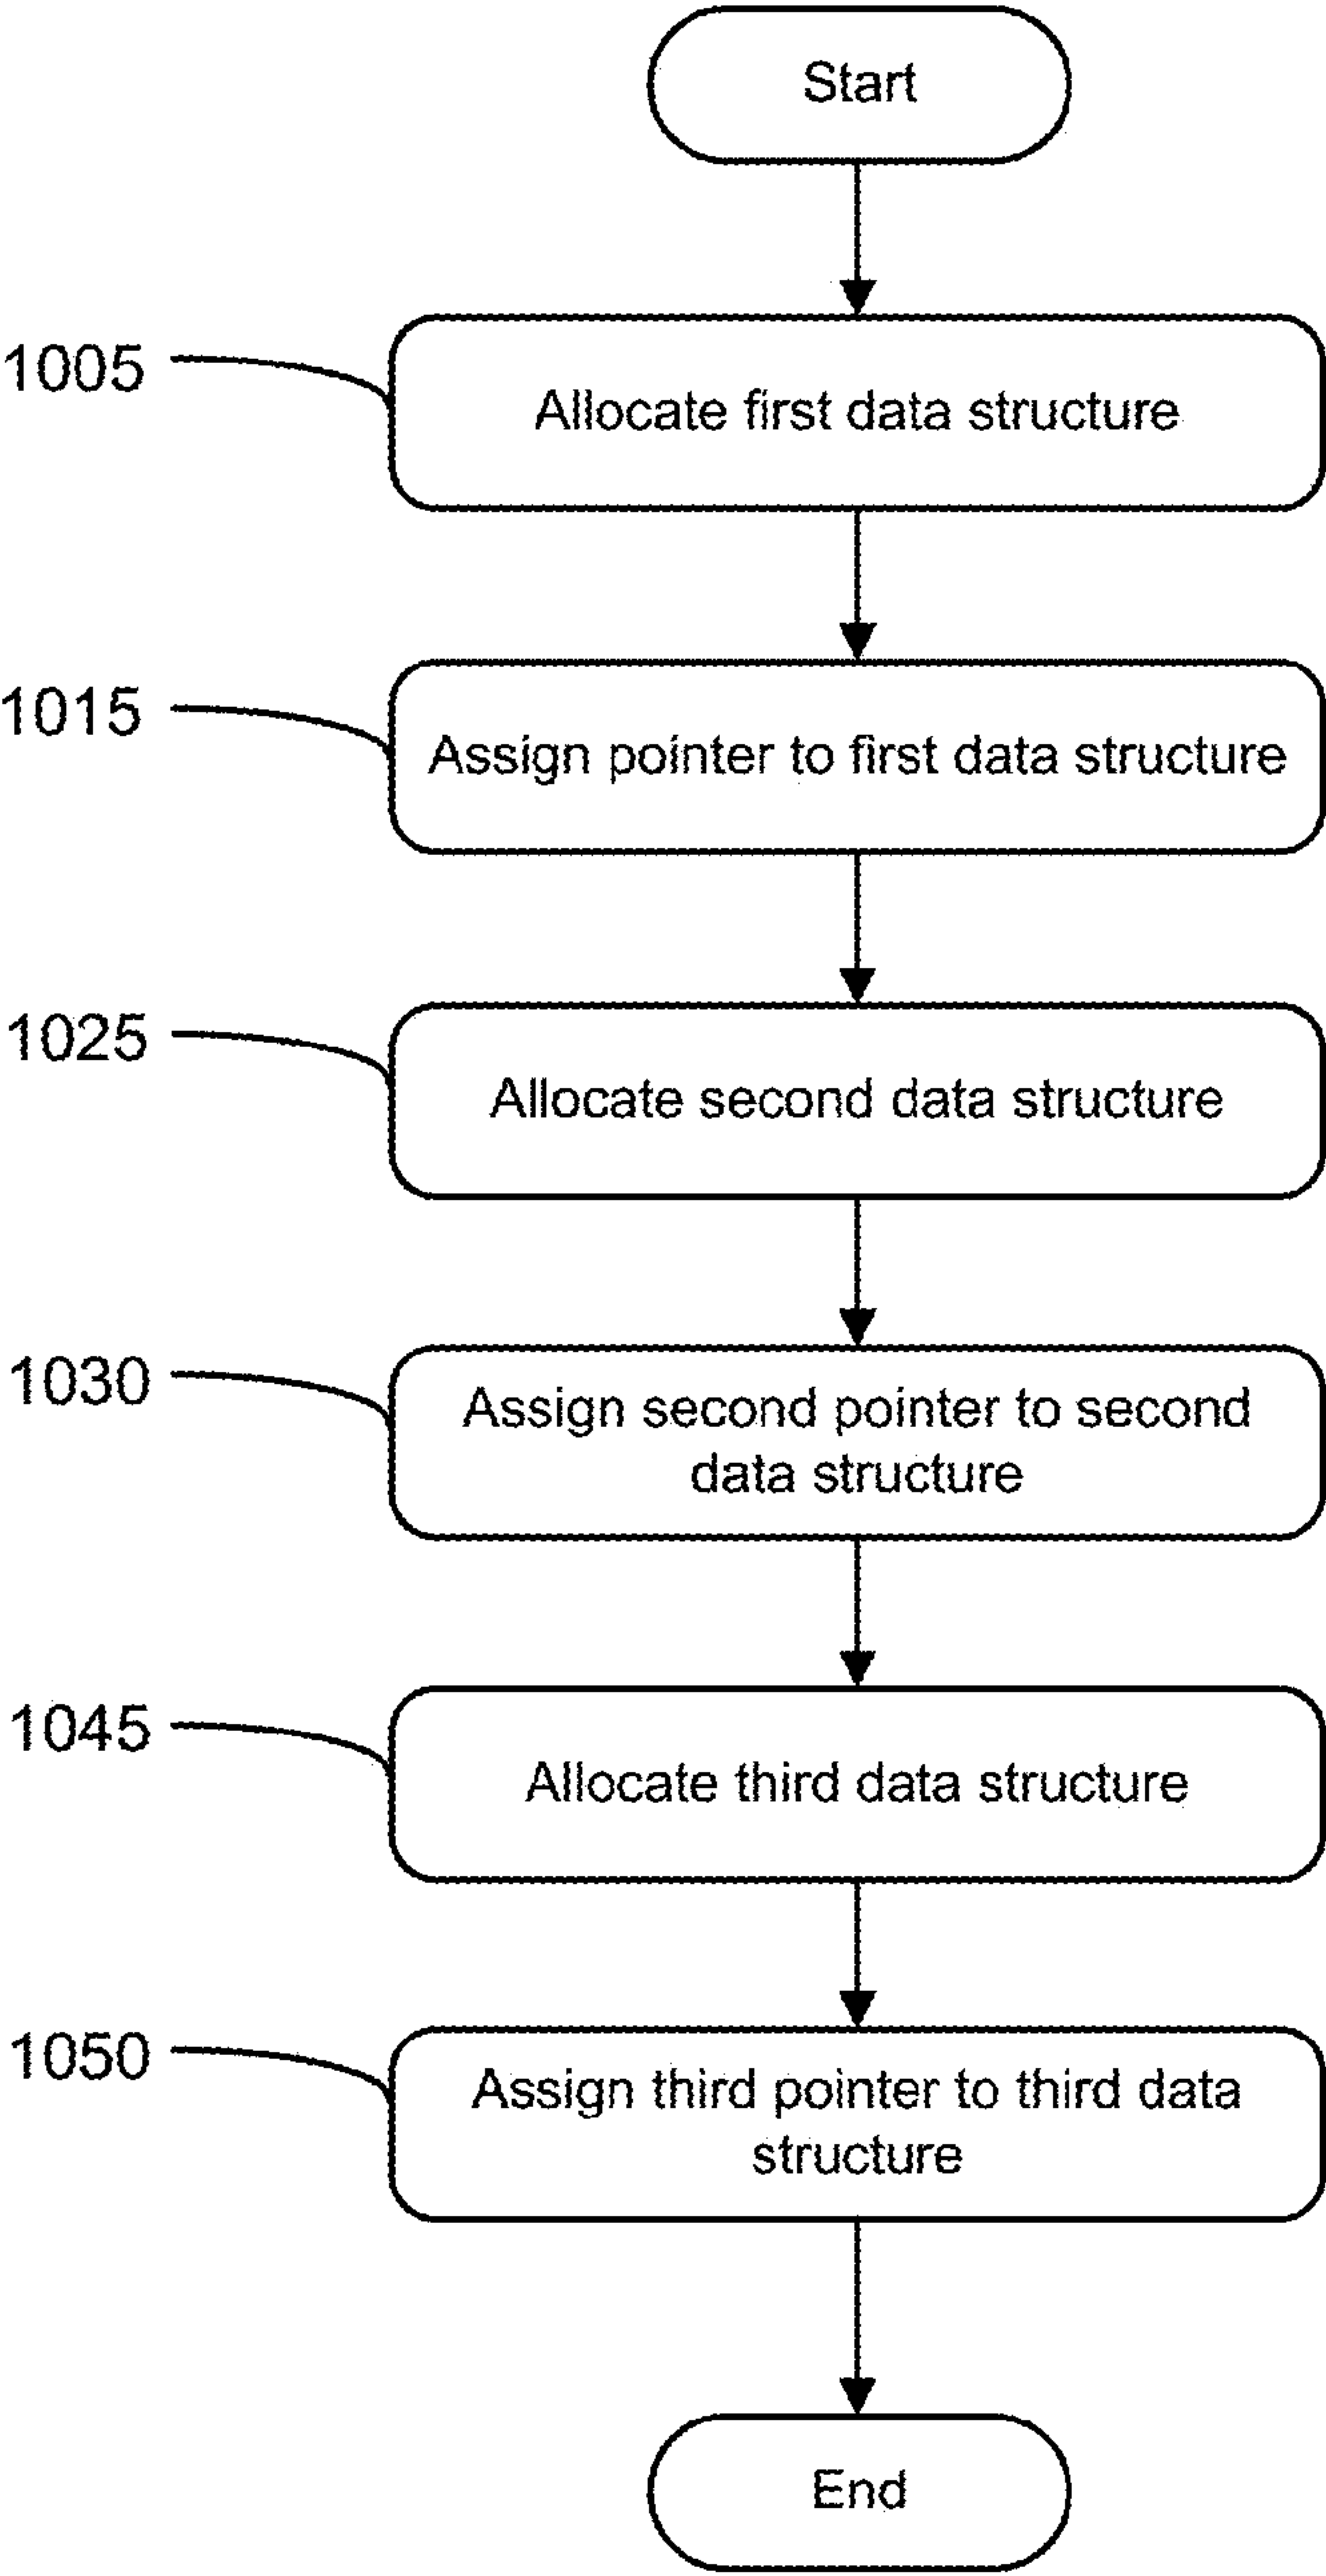 Start
1005
Allocate first data structure
1015
Assign pointer to first data structure
1025
Allocate second data structure
1030
Assign second pointer to second
data structure
1045
Allocate third data structure
1050
Assign third pointer to third data
structure
End